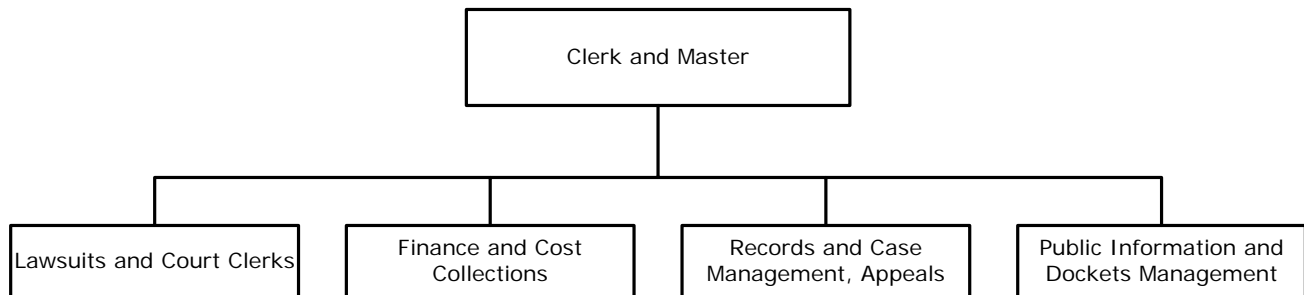 Clerk and Master
Lawsuits and Court Clerks
Finance and Cost
Collections
Records and Case
Management, Appeals
Public Information and
Dockets Management